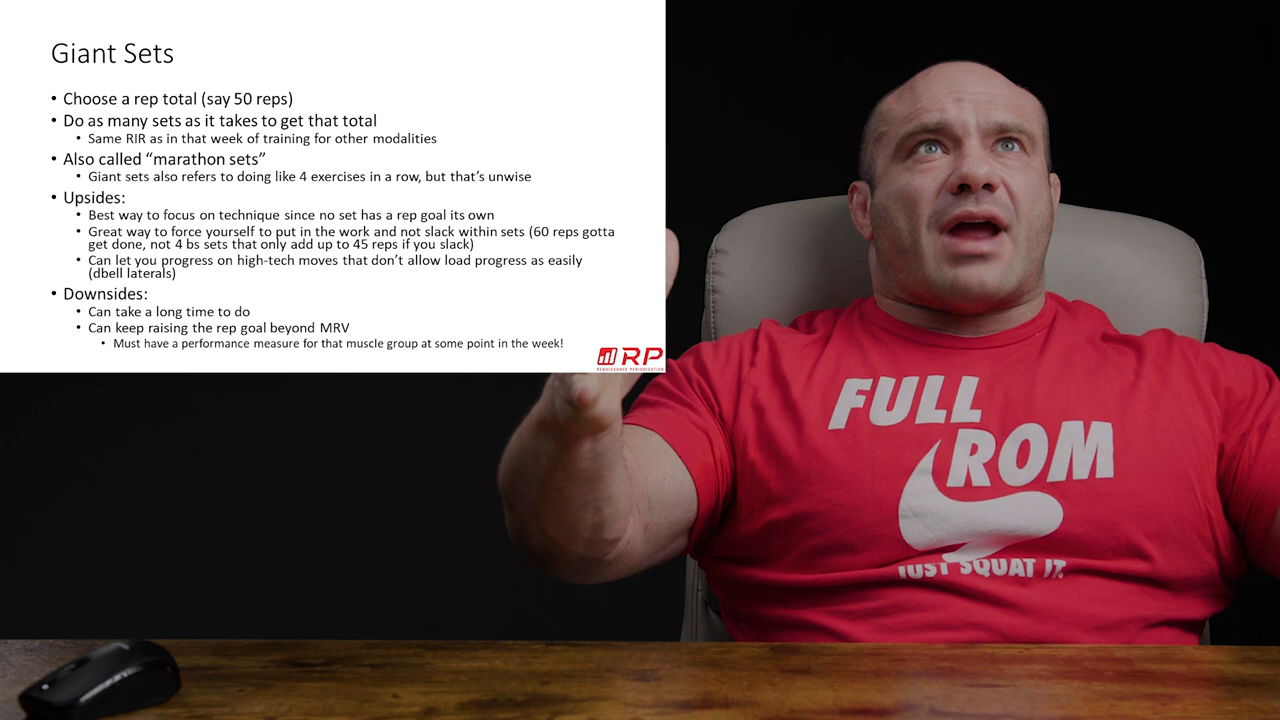 Giant Sets
• Choose a rep total (say 50 reps)
• Do as many sets as it takes to get that total
• Same RIR as in that week of training for other modalities
• Also called “marathon sets”
• Giant sets also refers to doing like 4 exercises in a row, but that’s unwise
• Upsides:
• Best way to focus on technique since no set has a rep goal its own
• Great way to force yourself to put in the work and not slack within sets (60 reps gotta
get done, not 4 bs sets that only add up to 45 reps if you slack)
• Can let you progress on high-tech moves that don’t allow load progress as easily
(dbell laterals)
• Downsides:
• Can take a long time to do
• Can keep raising the rep goal beyond MRV
• Must have a performance measure for that muscle group at some point in the week!
RP
RENAISSANCE PERIODIZATION
FULL
ROM
JUST SQUAT IT.